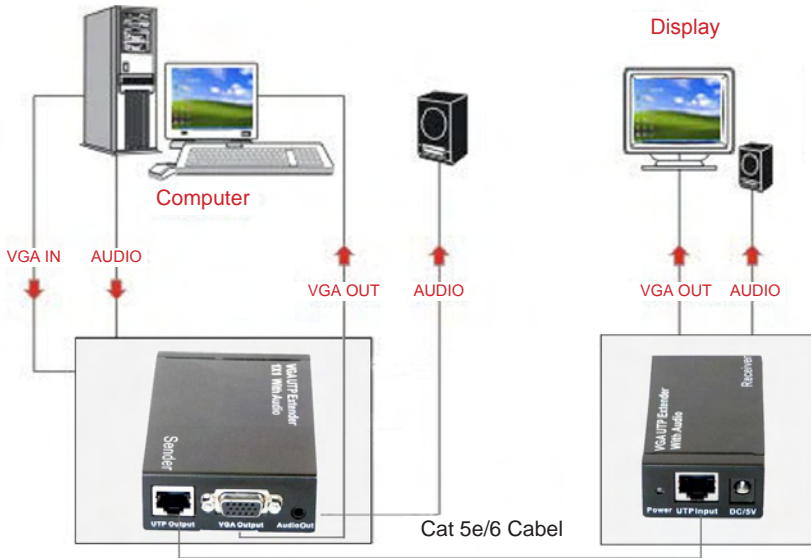 Display
Computer
VGA IN
AUDIO
VGA OUT
AUDIO
VGA OUT
AUDIO
VGA UTP Extender
1X1 With Audio
Sender
UTP Output
VGA Output
AudioOut
Receiver
VGA UTP Extender
With Audio
Power
UTP Input
DC/5V
Cat 5e/6 Cabel